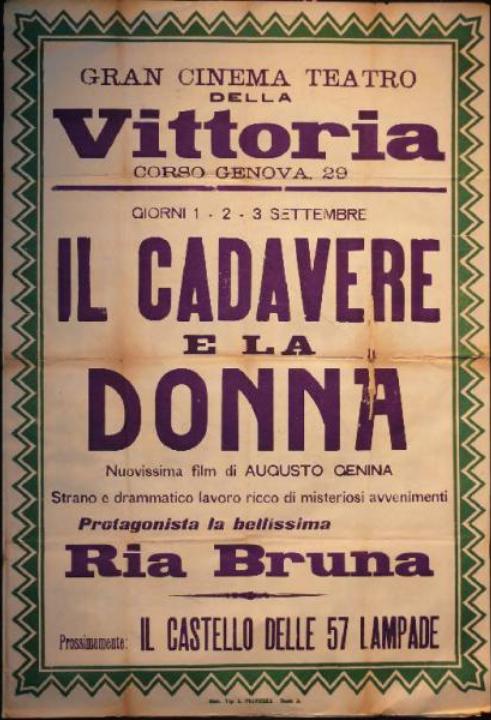 GRAN CINEMA TEATRO
DELLA
Vittoria
CORSO GENOVA, 29
GIORNI 1 - 2 - 3 SETTEMBRE
IL CADAVERE
E LA
DONNA
Nuovissima film di AUGUSTO GENINA
Strano e drammatico lavoro ricco di misteriosi avvenimenti
Protagonista la bellissima
Ria Bruna
Prossimamente: IL CASTELLO DELLE 57 LAMPADE